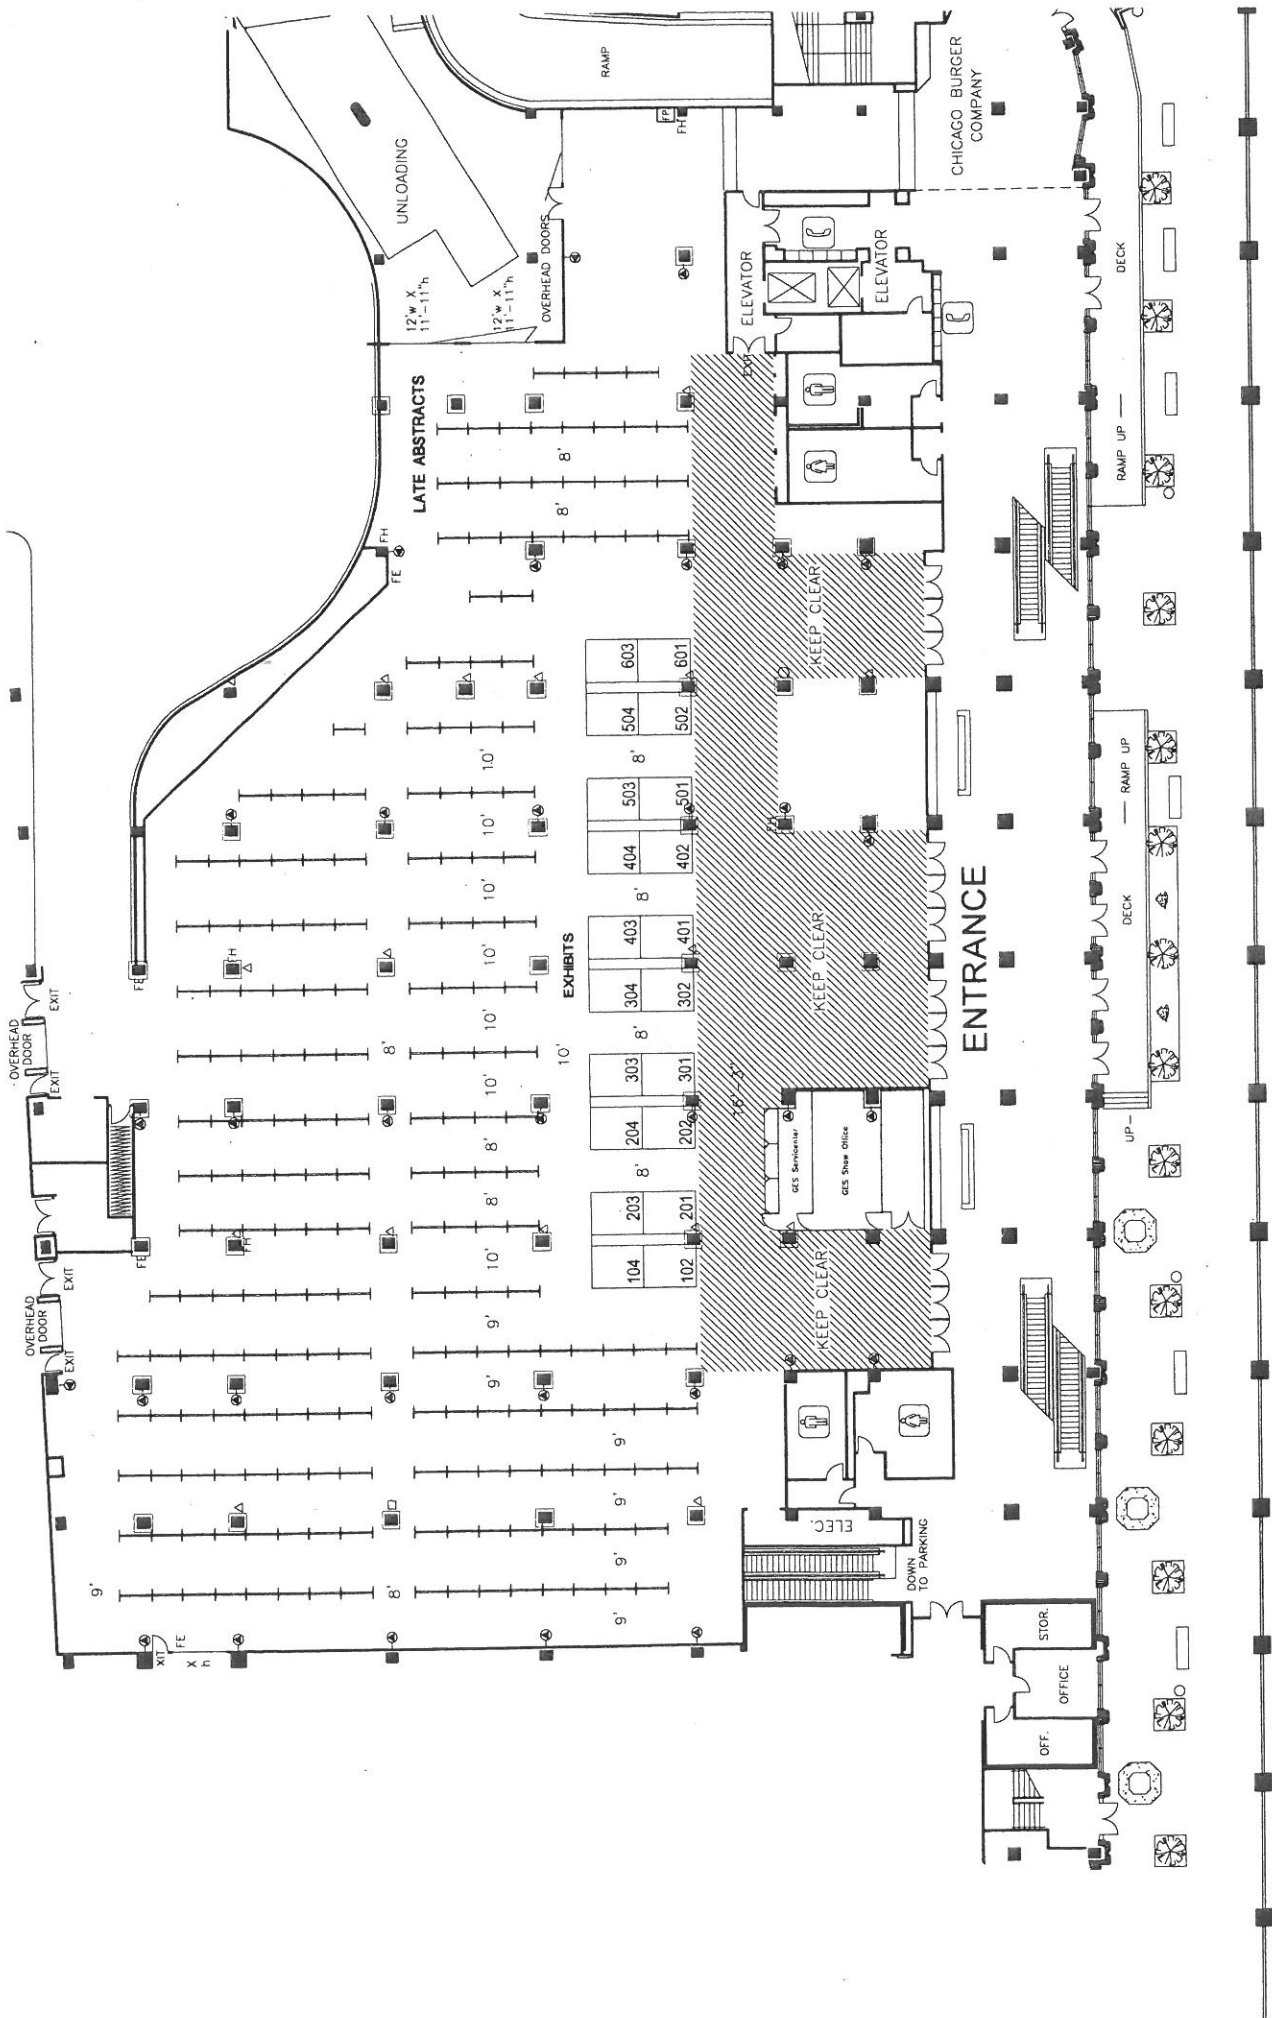 RAMP
UNLOADING
CHICAGO BURGER
COMPANY
FP
FH
12'w X
11'-11"h
12'w X
11'-11"h
OVERHEAD DOORS
ELEVATOR
ELEVATOR
EXIT
DECK
RAMP UP
LATE ABSTRACTS
8'
8'
FH
FE
KEEP CLEAR
603
601
504
502
8'
503
501
404
402
8'
403
401
304
302
8'
303
301
204
202
8'
203
201
104
102
10'
10'
10'
10'
10'
10'
8'
8'
10'
9'
9'
8'
10'
EXHIBITS
FH
FE
FH
KEEP CLEAR
ENTRANCE
RAMP UP
DECK
UP
OVERHEAD
DOOR
EXIT
EXIT
GES Servicenter
GES Show Office
FE
FH
KEEP CLEAR
OVERHEAD
DOOR
EXIT
EXIT
9'
9'
9'
9'
9'
8'
ELEC.
DOWN
TO PARKING
XIT
FE
X
h
STOR.
OFFICE
OFF.